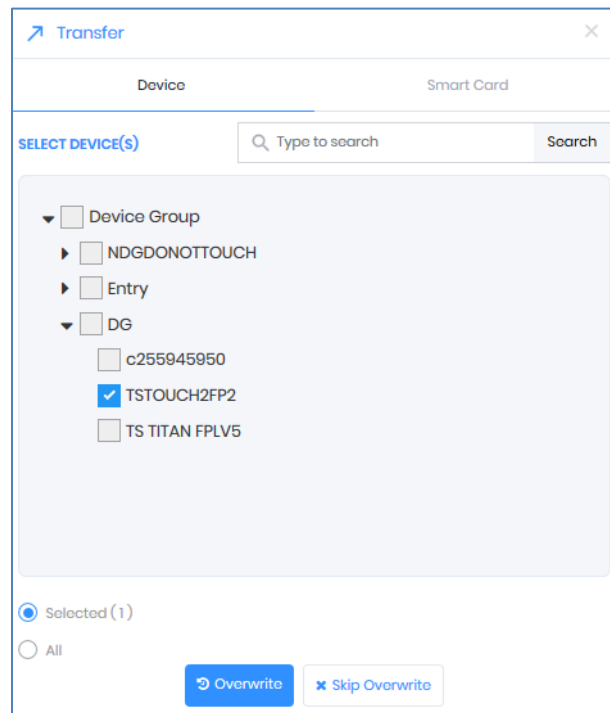 Transfer
Device Smart Card
SELECT DEVICE(S) Type to search Search
Device Group
NDGDONOTTOUCH
Entry
DG
c255945950
TSTOUCH2FP2
TS TITAN FPLV5
Selected (1)
All
Overwrite Skip Overwrite